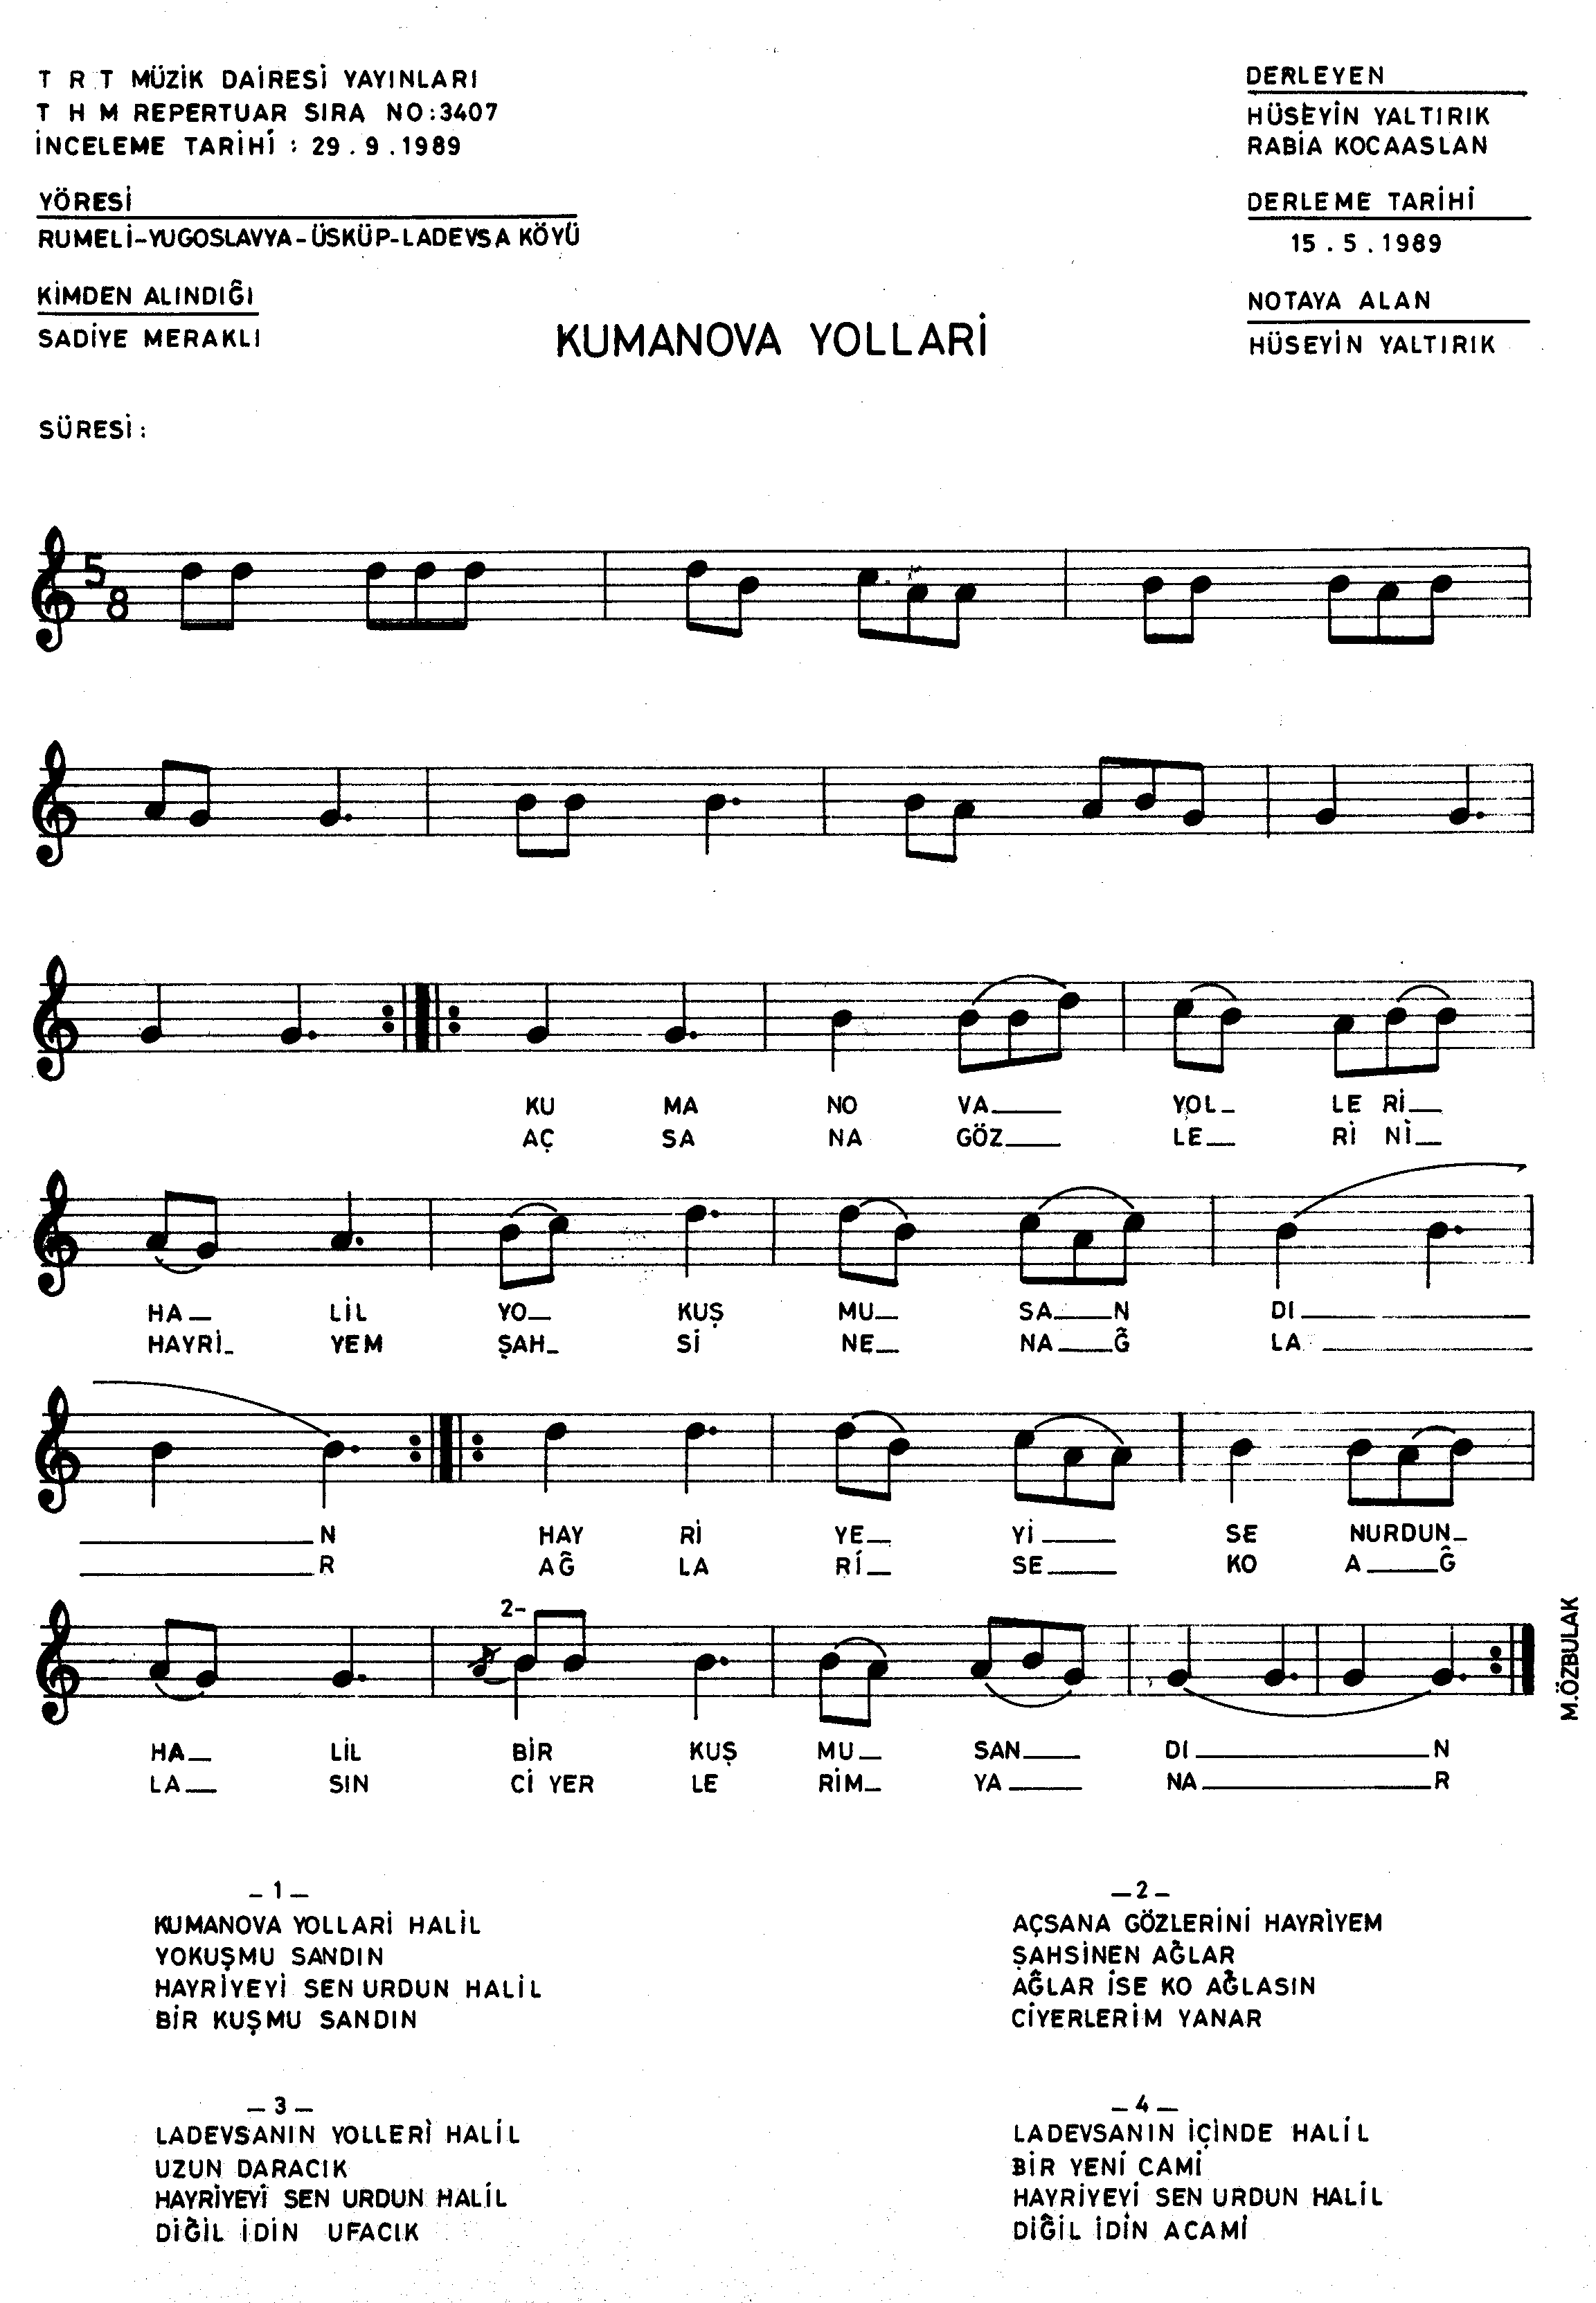 T R T MÜZİK DAİRESİ YAYINLARI
T H M REPERTUAR SIRA NO:3407
İNCELEME TARİHİ : 29.9.1989
DERLEYEN
HÜSEYİN YALTIRIK
RABİA KOCAASLAN
YÖRESİ
RUMELİ-YUGOSLAVYA-ÜSKÜP-LADEVSA KÖYÜ
DERLEME TARİHİ
15.5.1989
KİMDEN ALINDIĞI
SADİYE MERAKLI
NOTAYA ALAN
HÜSEYİN YALTIRIK
KUMANOVA YOLLARİ
SÜRESİ:
5
8
KU MA NO VA___ YOL_ LE Rİ__
AÇ SA NA GÖZ___ LE__ Rİ Nİ__
HA__ LİL YO__ KUŞ MU__ SA___N DI___
HAYRİ_ YEM ŞAH_ Sİ NE__ NA___Ğ LA___
___N HAY Rİ YE__ Yİ___ SE NURDUN_
___R AĞ LA Rİ__ SE___ KO A___Ğ
2-
HA__ LİL BİR KUŞ MU__ SAN___ DI___N
LA__ SIN Cİ YER LE RİM_ YA___ NA___R
M.ÖZBULAK
_1_
KUMANOVA YOLLARİ HALİL
YOKUŞMU SANDIN
HAYRİYEYİ SEN URDUN HALİL
BİR KUŞMU SANDIN
_2_
AÇSANA GÖZLERİNİ HAYRİYEM
ŞAHSİNEN AĞLAR
AĞLAR İSE KO AĞLASIN
CİYERLERİM YANAR
_3_
LADEVSANIN YOLLERİ HALİL
UZUN DARACIK
HAYRİYEYİ SEN URDUN HALİL
DİĞİL İDİN UFACIK
_4_
LADEVSANIN İÇİNDE HALİL
BİR YENİ CAMİ
HAYRİYEYİ SEN URDUN HALİL
DİĞİL İDİN ACAMİ